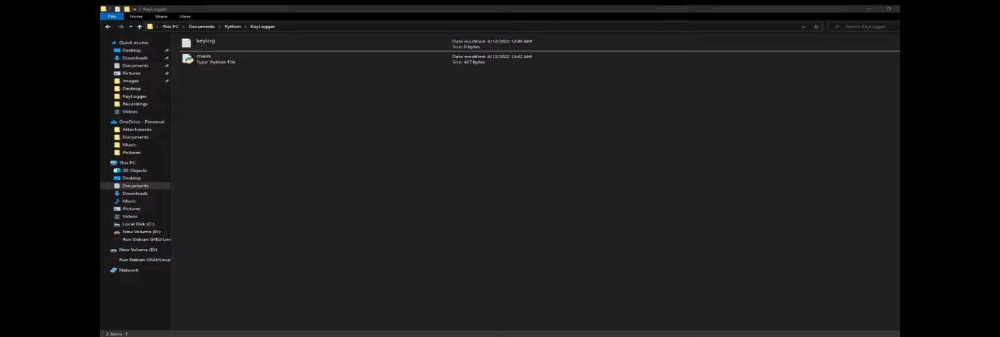 KeyLogger
File Home Share View
This PC Documents Python KeyLogger
Search KeyLogger
Quick access
Desktop
Downloads
Documents
Pictures
images
Desktop
KeyLogger
Recordings
Videos
OneDrive - Personal
Attachments
Documents
Music
Pictures
This PC
3D Objects
Desktop
Documents
Downloads
Music
Pictures
Videos
Local Disk (C:)
New Volume (D:)
Run Debian GNU/Lin
New Volume (D:)
Run Debian GNU/Linux
Network
keylog
Date modified: 4/12/2022 12:46 AM
Size: 0 bytes
main
Type: Python File
Date modified: 4/12/2022 12:42 AM
Size: 427 bytes
2 items